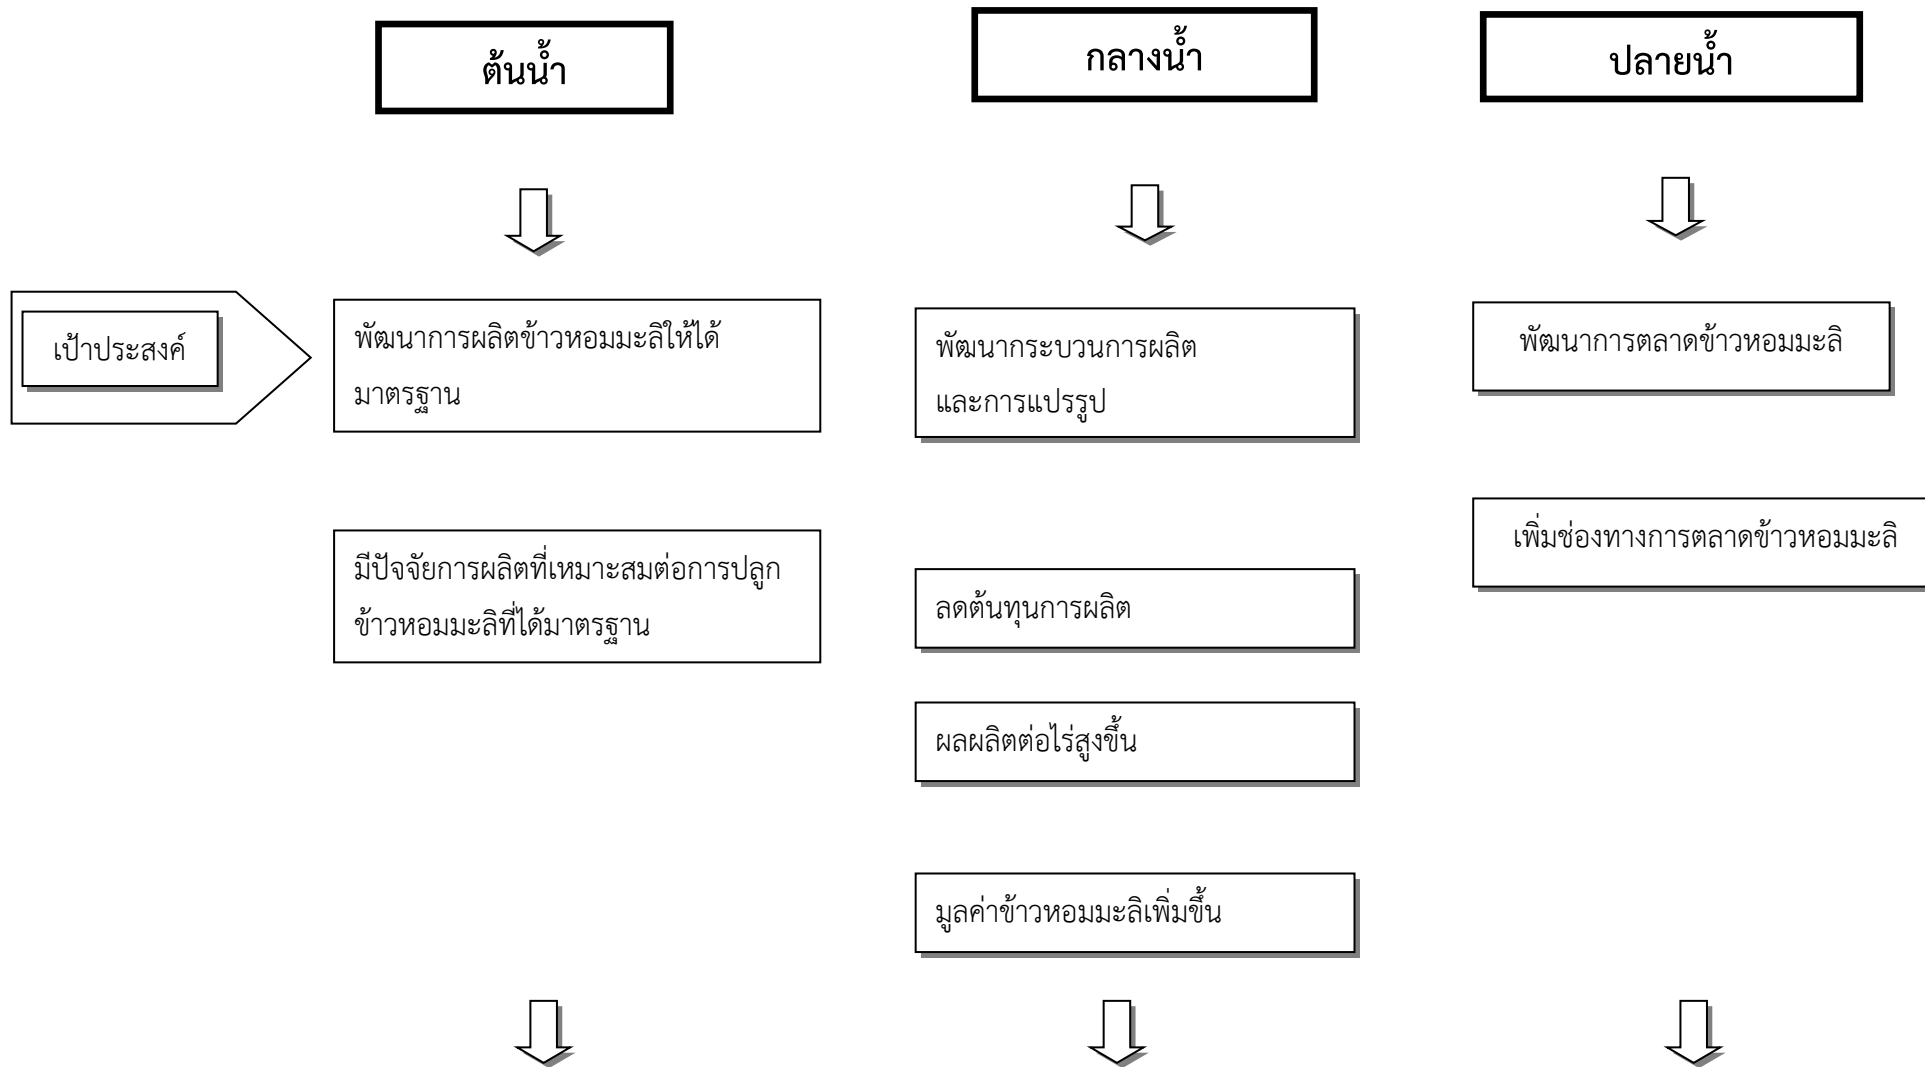 ต้นน้ำ
กลางน้ำ
ปลายน้ำ
เป้าประสงค์
พัฒนาการผลิตข้าวหอมมะลิให้ได้
มาตรฐาน
มีปัจจัยการผลิตที่เหมาะสมต่อการปลูก
ข้าวหอมมะลิที่ได้มาตรฐาน
พัฒนากระบวนการผลิต
และการแปรรูป
ลดต้นทุนการผลิต
ผลผลิตต่อไร่สูงขึ้น
มูลค่าข้าวหอมมะลิเพิ่มขึ้น
พัฒนาการตลาดข้าวหอมมะลิ
เพิ่มช่องทางการตลาดข้าวหอมมะลิ